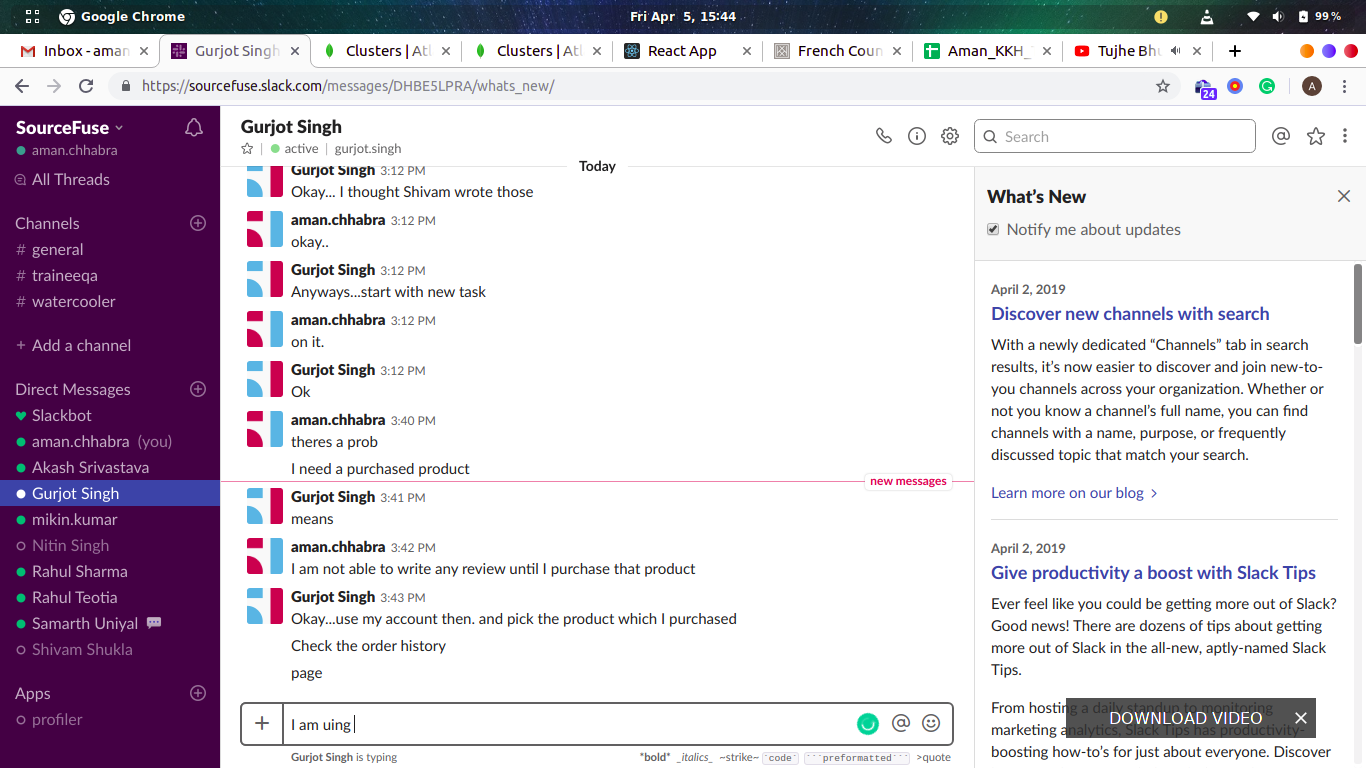 Google Chrome
Fri Apr 5, 15:44
99 %
Inbox - aman
Gurjot Singh
Clusters | Atl
Clusters | Atl
React App
French Coun
Aman_KKH_
Tujhe Bhu
https://sourcefuse.slack.com/messages/DHBE5LPRA/whats_new/
24
A
SourceFuse
aman.chhabra
All Threads
Channels
# general
# traineeqa
# watercooler
+ Add a channel
Direct Messages
Slackbot
aman.chhabra (you)
Akash Srivastava
Gurjot Singh
mikin.kumar
Nitin Singh
Rahul Sharma
Rahul Teotia
Samarth Uniyal
Shivam Shukla
Apps
profiler
Gurjot Singh
active | gurjot.singh
Search
Today
Gurjot Singh 3:12 PM
Okay... I thought Shivam wrote those
aman.chhabra 3:12 PM
okay..
Gurjot Singh 3:12 PM
Anyways...start with new task
aman.chhabra 3:12 PM
on it.
Gurjot Singh 3:12 PM
Ok
aman.chhabra 3:40 PM
theres a prob
I need a purchased product
new messages
Gurjot Singh 3:41 PM
means
aman.chhabra 3:42 PM
I am not able to write any review until I purchase that product
Gurjot Singh 3:43 PM
Okay...use my account then. and pick the product which I purchased
Check the order history
page
I am uing
Gurjot Singh is typing
*bold* _italics_ ~strike~ `code` ```preformatted``` >quote
What's New
Notify me about updates
April 2, 2019
Discover new channels with search
With a newly dedicated “Channels” tab in search
results, it's now easier to discover and join new-to-
you channels across your organization. Whether or
not you know a channel's full name, you can find
channels with a name, purpose, or frequently
discussed topic that match your search.
Learn more on our blog
April 2, 2019
Give productivity a boost with Slack Tips
Ever feel like you could be getting more out of Slack?
Good news! There are dozens of tips about getting
more out of Slack in the all-new, aptly-named Slack
Tips.
From hosting a daily standup to monitoring
marketing analytics, Slack Tips has productivity-
boosting how-to's for just about everyone. Discover
DOWNLOAD VIDEO